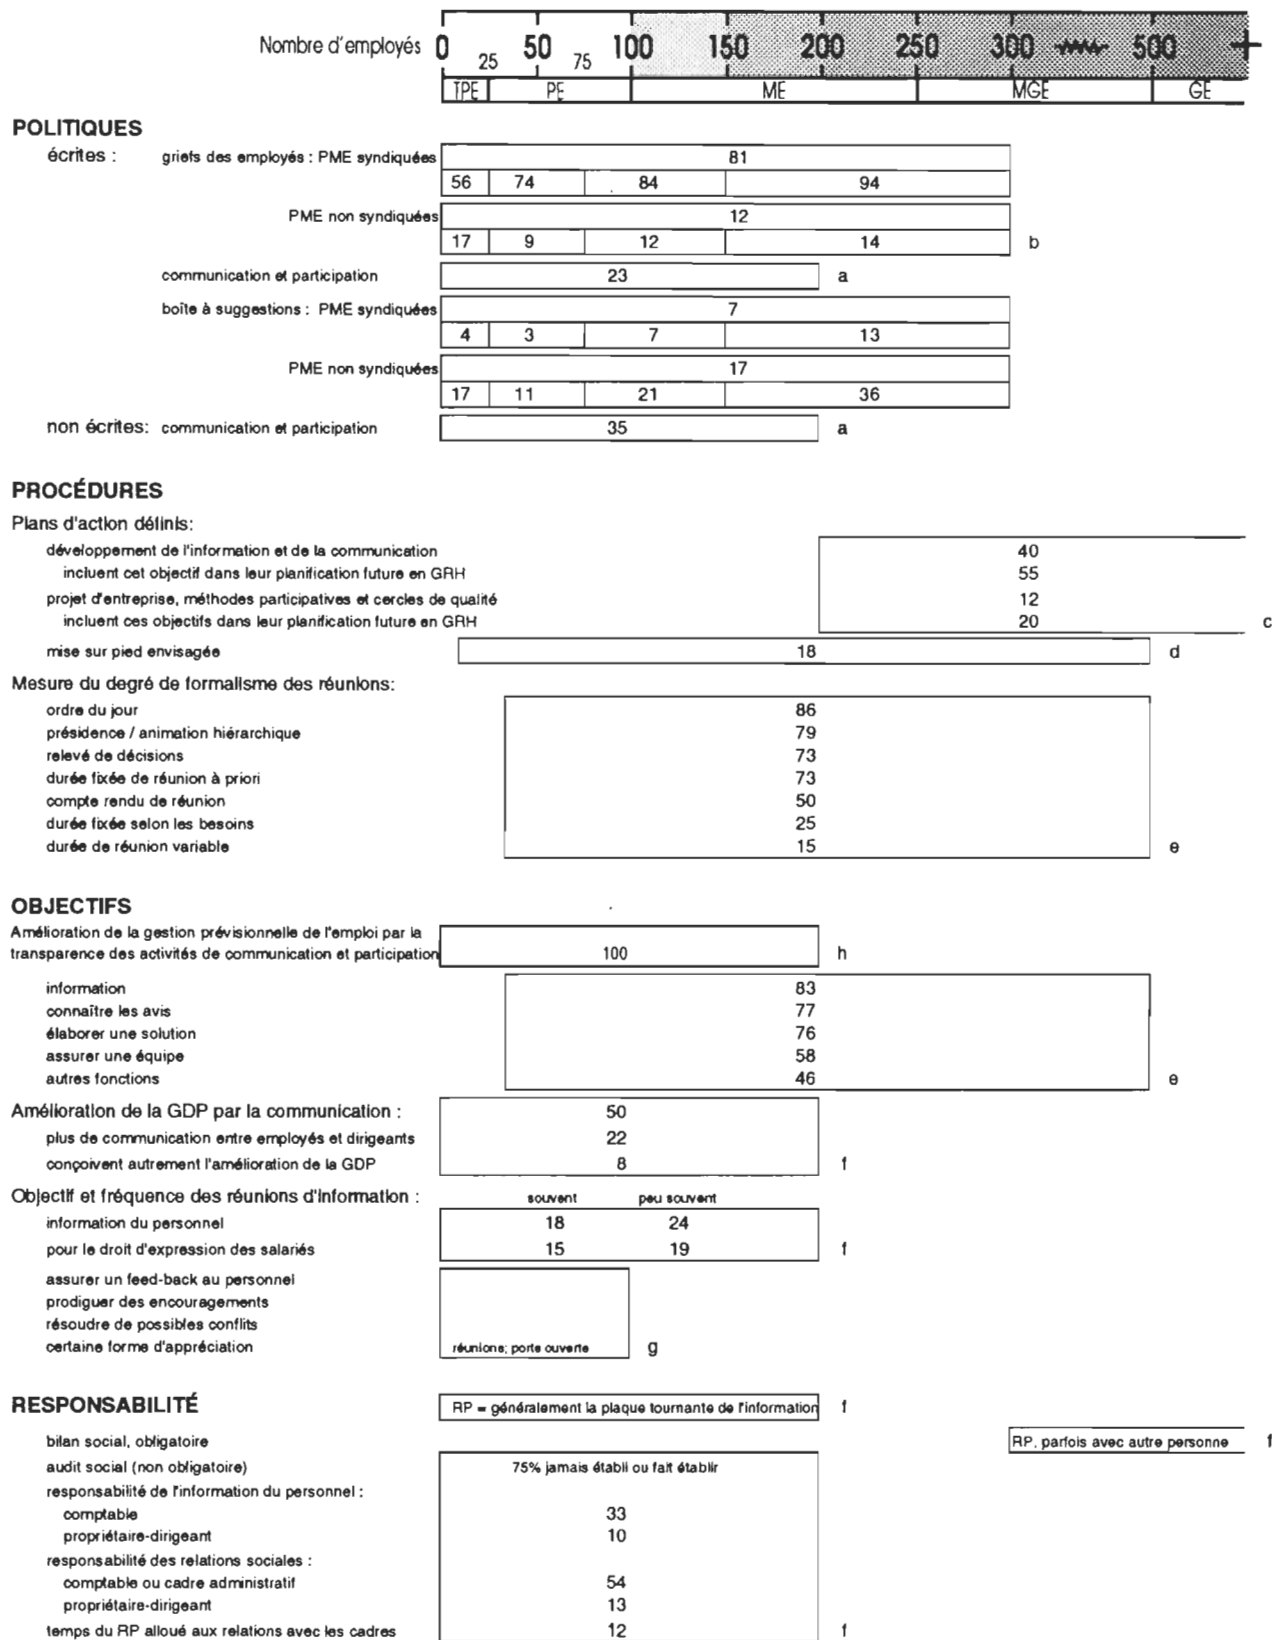 Nombre d'employés 0 25 50 75 100 150 200 250 300 500
TPE PE ME MGE GE
POLITIQUES
écrites : griefs des employés : PME syndiquées 81
56 74 84 94
PME non syndiquées 12
17 9 12 14 b
communication et participation 23 a
boîte à suggestions : PME syndiquées 7
4 3 7 13
PME non syndiquées 17
17 11 21 36
non écrites: communication et participation 35 a
PROCÉDURES
Plans d'action définis:
développement de l'information et de la communication 40
incluent cet objectif dans leur planification future en GRH 55
projet d'entreprise, méthodes participatives et cercles de qualité 12
incluent ces objectifs dans leur planification future en GRH 20 c
mise sur pied envisagée 18 d
Mesure du degré de formalisme des réunions:
ordre du jour 86
présidence / animation hiérarchique 79
relevé de décisions 73
durée fixée de réunion à priori 73
compte rendu de réunion 50
durée fixée selon les besoins 25
durée de réunion variable 15 e
OBJECTIFS
Amélioration de la gestion prévisionnelle de l'emploi par la
transparence des activités de communication et participation 100 h
information 83
connaître les avis 77
élaborer une solution 76
assurer une équipe 58
autres fonctions 46 e
Amélioration de la GDP par la communication : 50
plus de communication entre employés et dirigeants 22
conçoivent autrement l'amélioration de la GDP 8 f
Objectif et fréquence des réunions d'information : souvent peu souvent
information du personnel 18 24
pour le droit d'expression des salariés 15 19 f
assurer un feed-back au personnel
prodiguer des encouragements
résoudre de possibles conflits
certaine forme d'appréciation réunions; porte ouverte g
RESPONSABILITÉ RP = généralement la plaque tournante de l'information f
bilan social, obligatoire RP, parfois avec autre personne f
audit social (non obligatoire) 75% jamais établi ou fait établir
responsabilité de l'information du personnel :
comptable 33
propriétaire-dirigeant 10
responsabilité des relations sociales :
comptable ou cadre administratif 54
propriétaire-dirigeant 13
temps du RP alloué aux relations avec les cadres 12 f